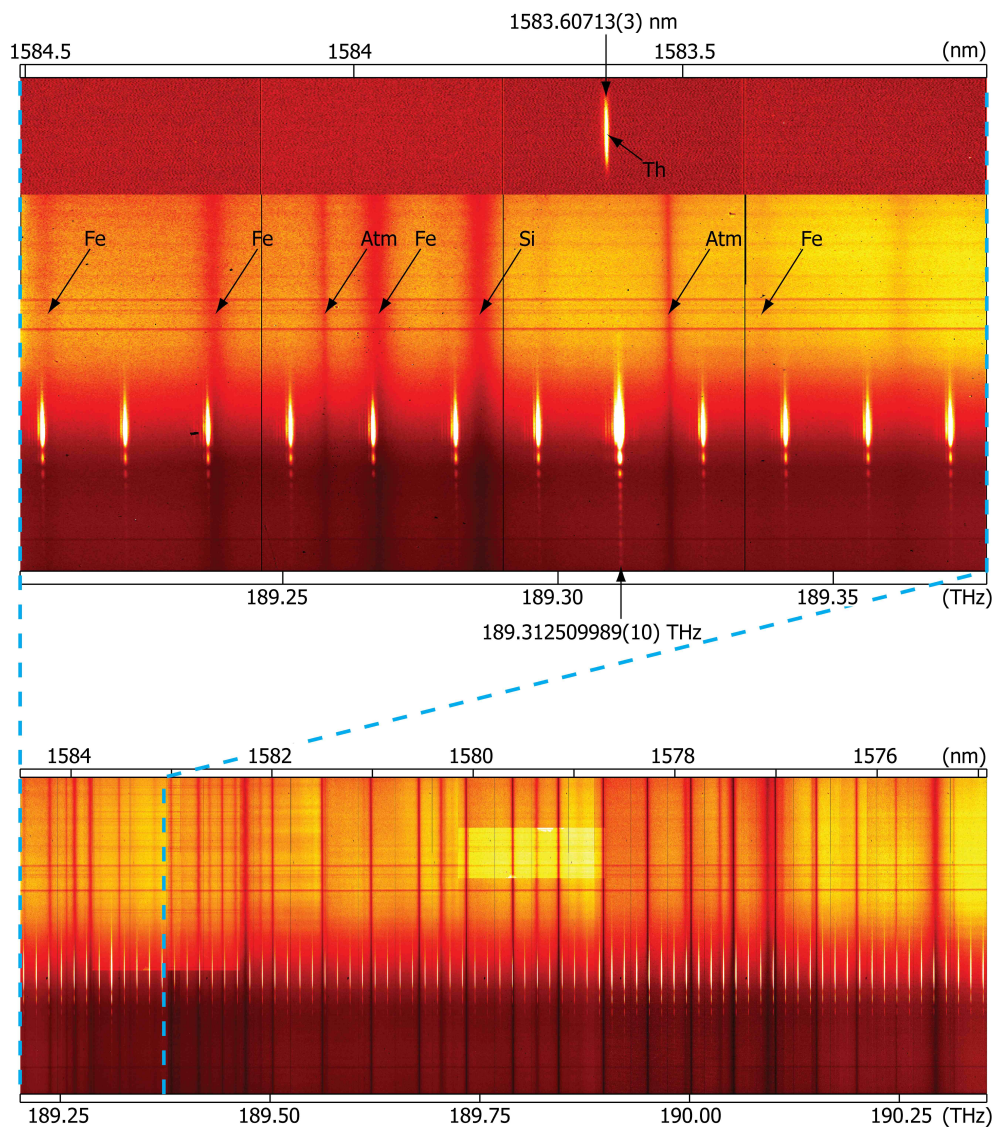 1583.60713(3) nm
1584.5 1584 1583.5 (nm)
Th
Fe Fe Atm Fe Si Atm Fe
189.25 189.30 189.35 (THz)
189.312509989(10) THz
1584 1582 1580 1578 1576 (nm)
189.25 189.50 189.75 190.00 190.25 (THz)